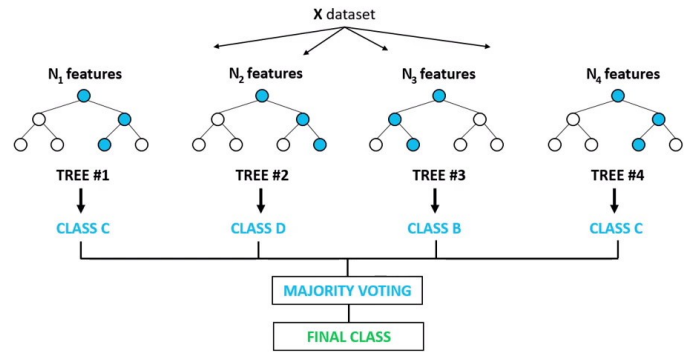 X dataset
N1 features N2 features N3 features N4 features
TREE #1 TREE #2 TREE #3 TREE #4
CLASS C CLASS D CLASS B CLASS C
MAJORITY VOTING
FINAL CLASS